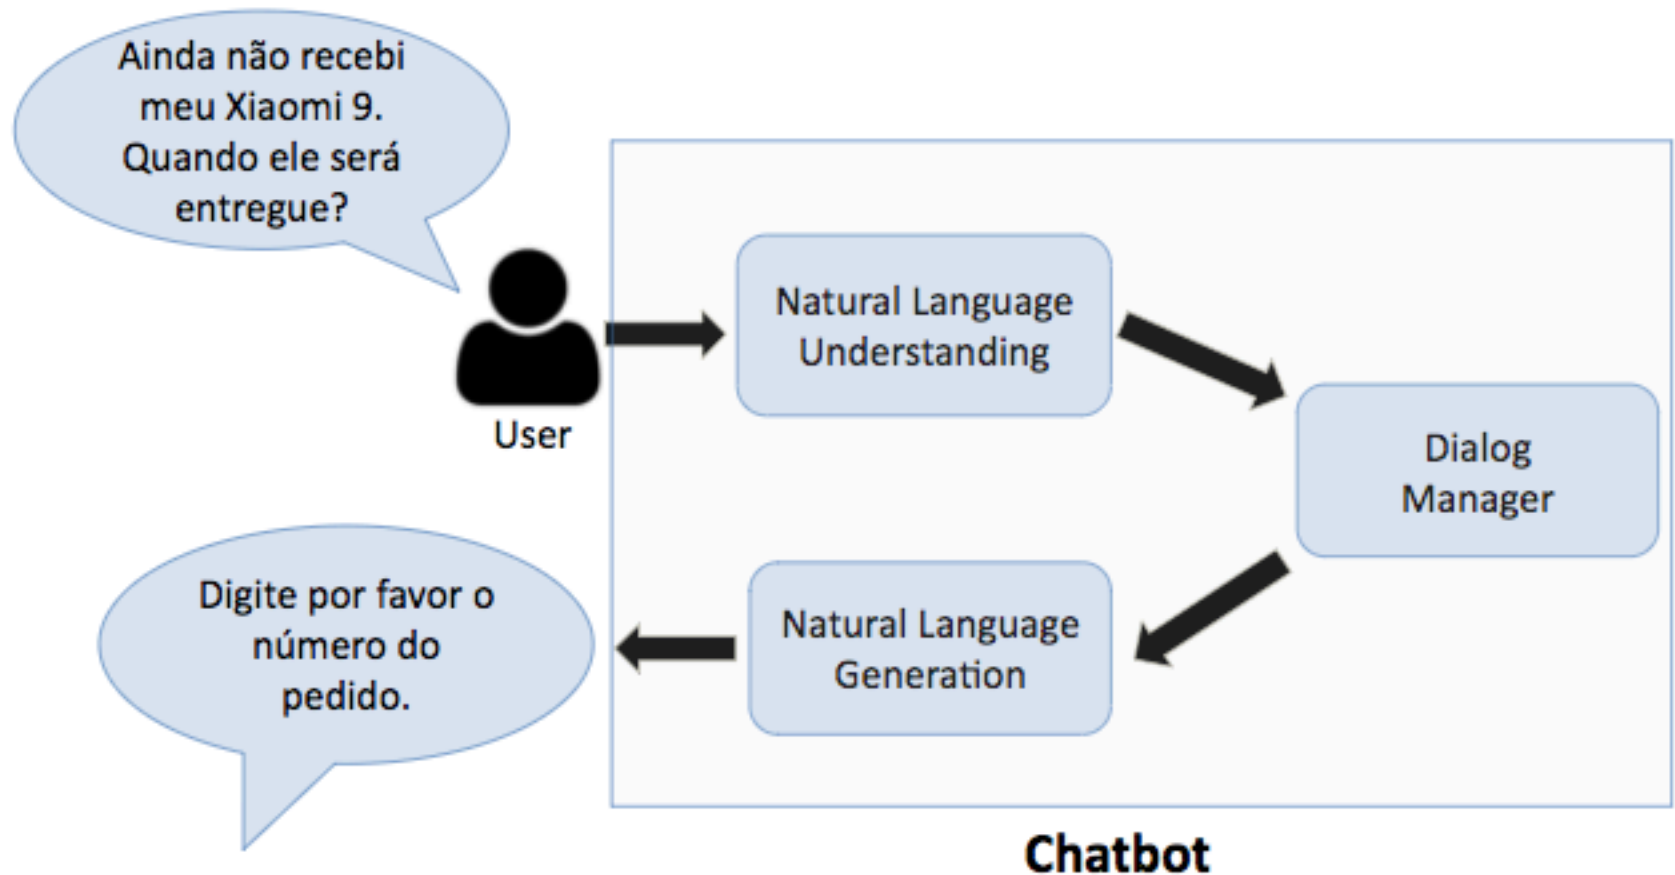 Ainda não recebi
meu Xiaomi 9.
Quando ele será
entregue?
User
Natural Language
Understanding
Dialog
Manager
Natural Language
Generation
Digite por favor o
número do
pedido.
Chatbot